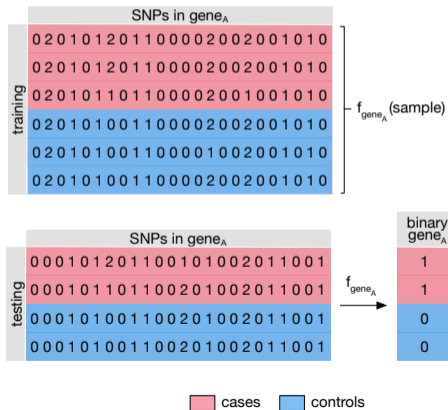 SNPs in gene_A
training
0 2 0 1 0 1 2 0 1 1 0 0 0 0 2 0 0 2 0 0 1 0 1 0
0 2 0 1 0 1 2 0 1 1 0 0 0 0 2 0 0 2 0 0 1 0 1 0
0 2 0 1 0 1 1 0 1 1 0 0 0 0 2 0 0 1 0 0 1 0 1 0
0 2 0 1 0 1 0 0 1 1 0 0 0 0 2 0 0 2 0 0 1 0 1 0
0 2 0 1 0 1 0 0 1 1 0 0 0 0 1 0 0 2 0 0 1 0 1 0
0 2 0 1 0 1 0 0 1 1 0 0 0 0 2 0 0 2 0 0 1 0 1 0
f_gene_A(sample)
SNPs in gene_A
testing
0 0 0 1 0 1 2 0 1 1 0 0 1 0 1 0 0 2 0 1 1 0 0 1
0 0 0 1 0 1 1 0 1 1 0 0 2 0 1 0 0 2 0 1 1 0 0 1
0 0 0 1 0 1 0 0 1 1 0 0 2 0 1 0 0 2 0 1 1 0 0 1
0 0 0 1 0 1 0 0 1 1 0 0 2 0 1 0 0 2 0 1 1 0 0 1
f_gene_A
binary
gene_A
1
1
0
0
cases
controls